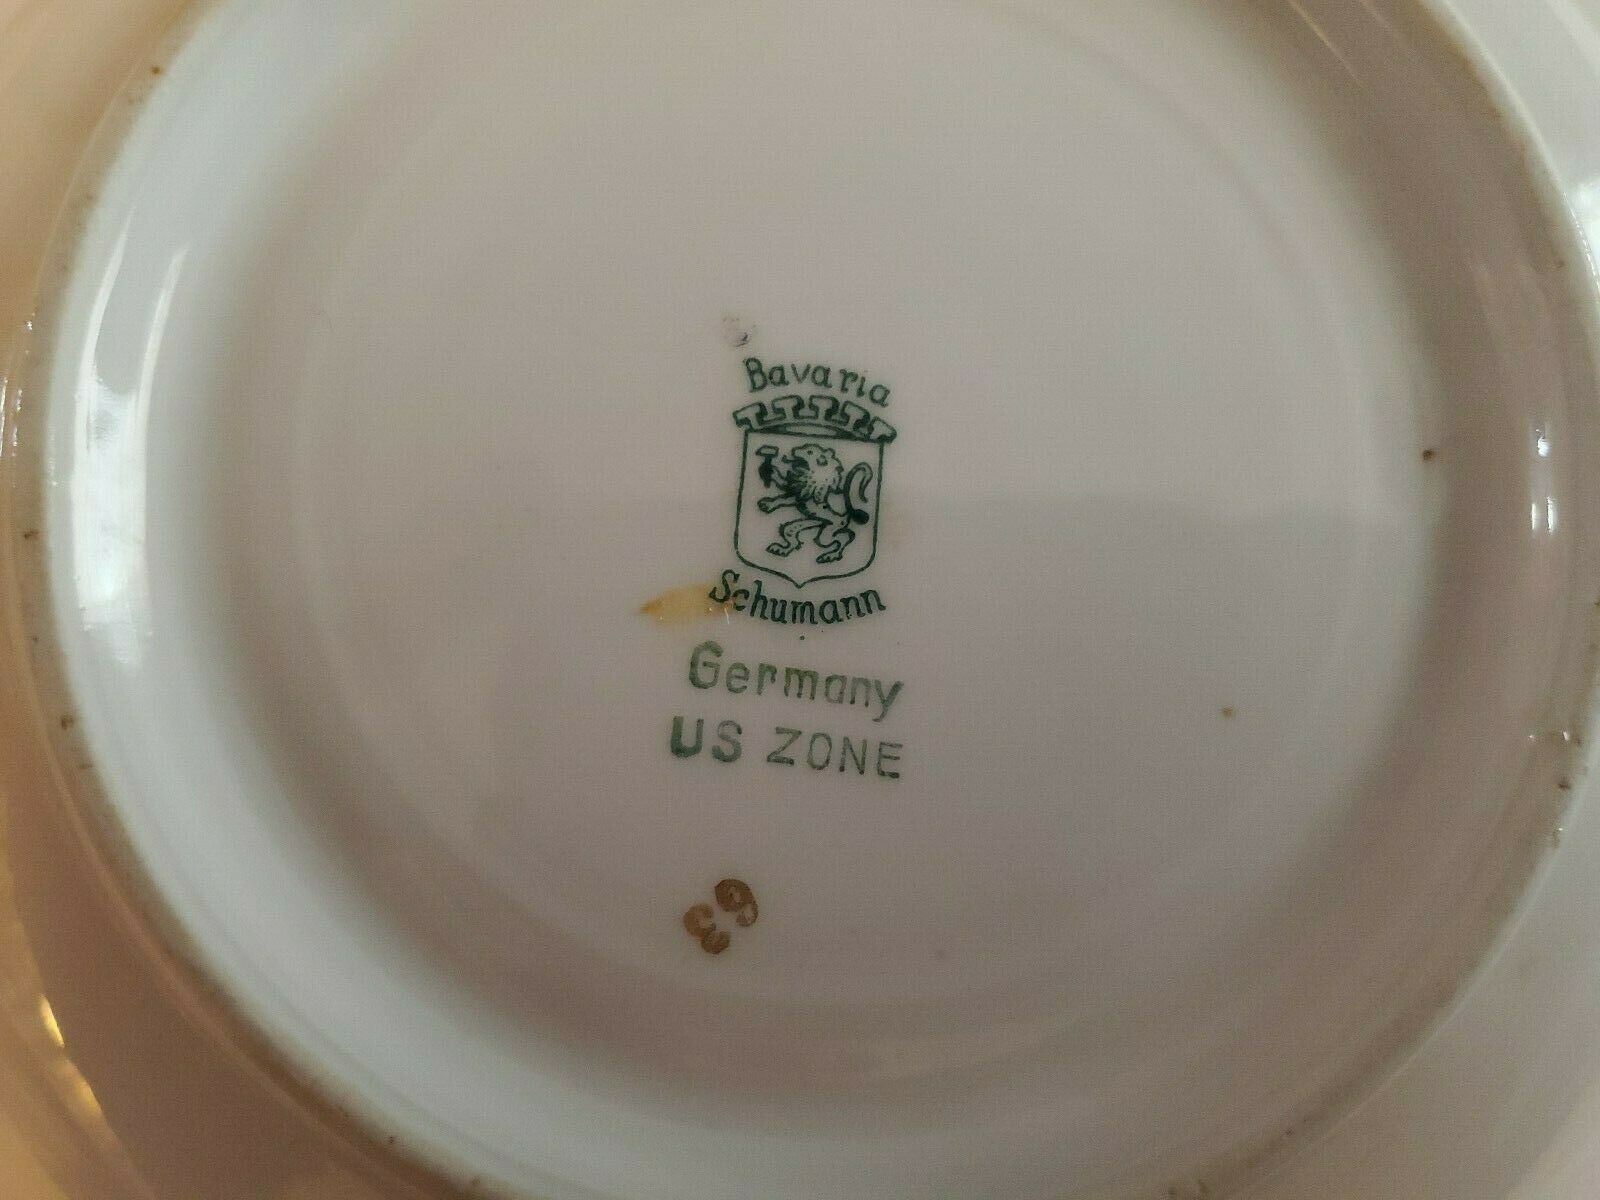 Bavaria
Schumann
Germany
US ZONE
63